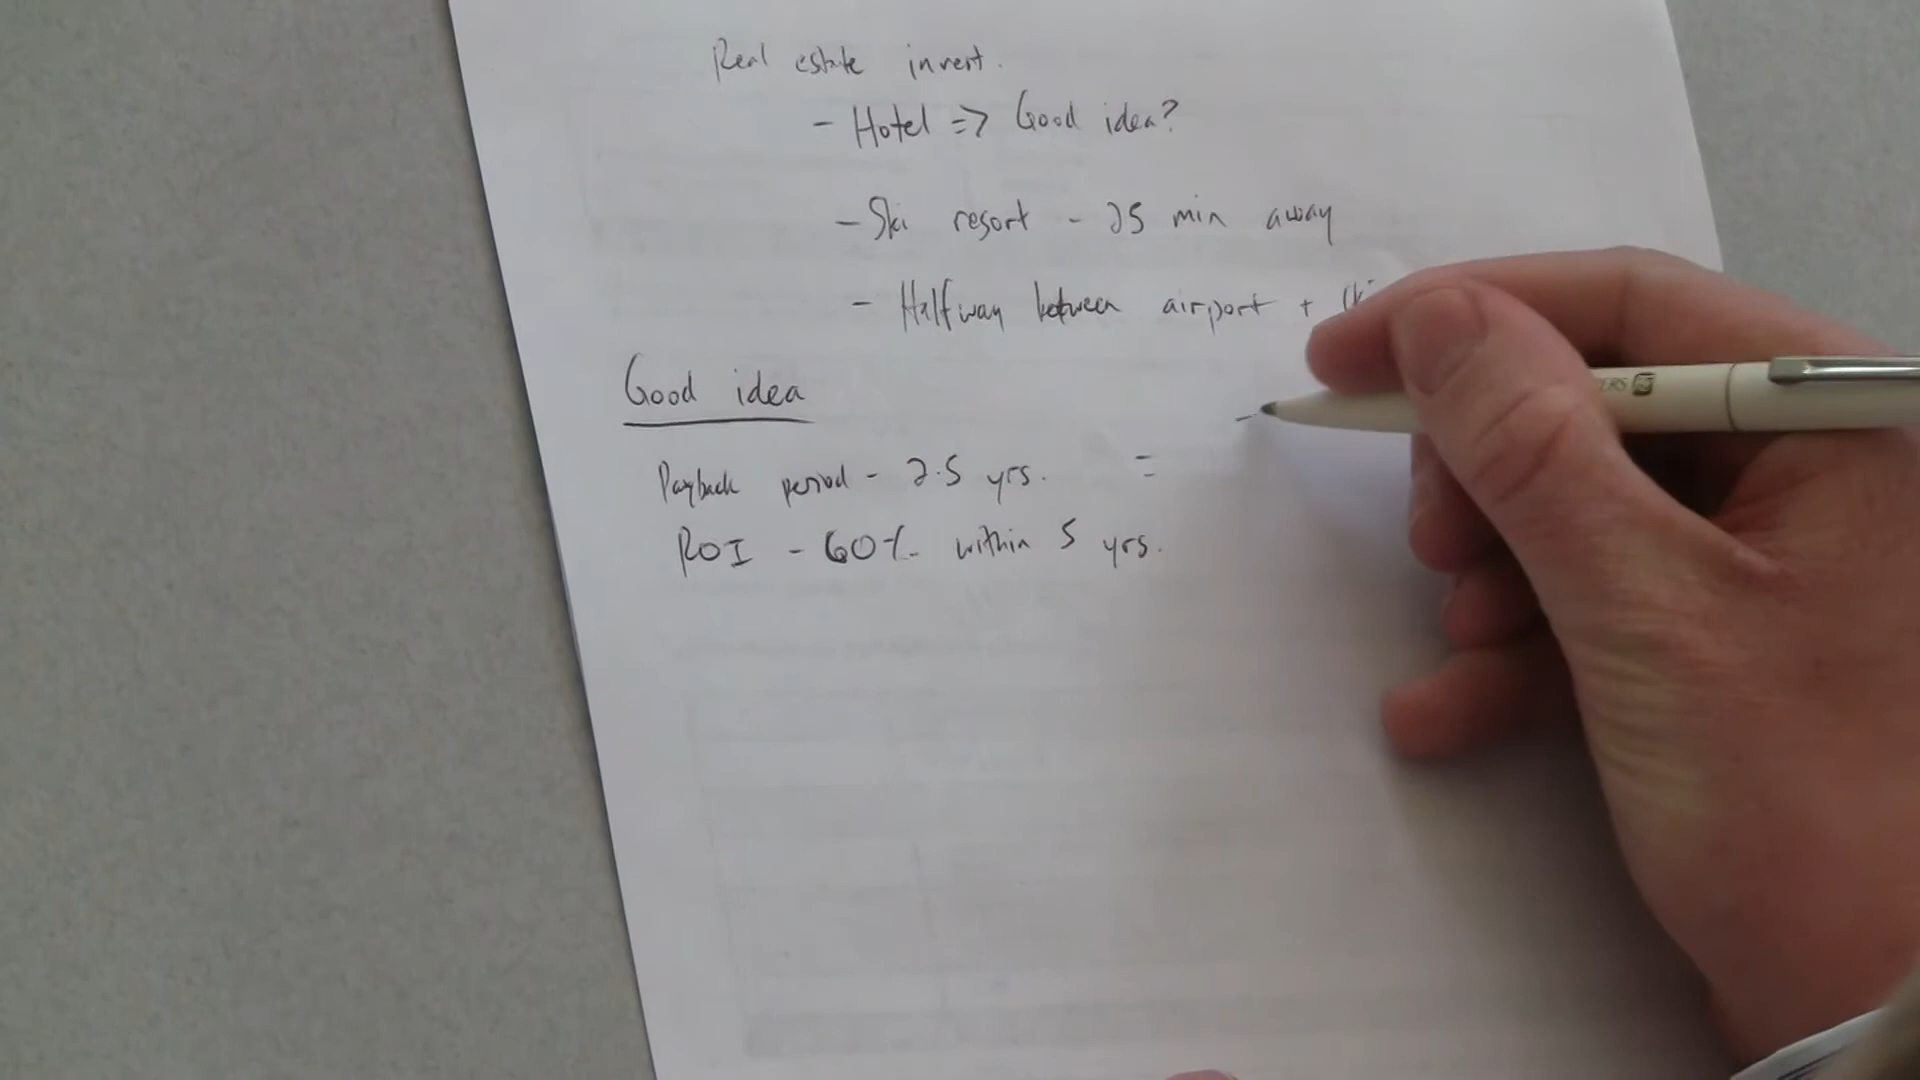 Real estate invest.
- Hotel => Good idea?
- Ski resort - 25 min away
- Halfway between airport +
Good idea
Payback period - 2.5 yrs. =
ROI - 60% within 5 yrs.